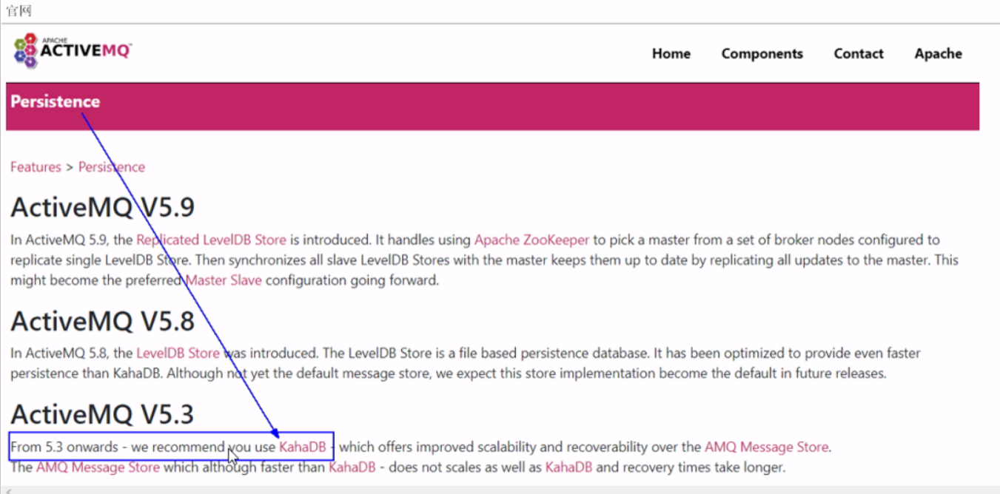 官网
APACHE
ACTIVEMQ™
Home Components Contact Apache
Persistence
Features > Persistence
ActiveMQ V5.9
In ActiveMQ 5.9, the Replicated LevelDB Store is introduced. It handles using Apache ZooKeeper to pick a master from a set of broker nodes configured to
replicate single LevelDB Store. Then synchronizes all slave LevelDB Stores with the master keeps them up to date by replicating all updates to the master. This
might become the preferred Master Slave configuration going forward.
ActiveMQ V5.8
In ActiveMQ 5.8, the LevelDB Store was introduced. The LevelDB Store is a file based persistence database. It has been optimized to provide even faster
persistence than KahaDB. Although not yet the default message store, we expect this store implementation become the default in future releases.
ActiveMQ V5.3
From 5.3 onwards - we recommend you use KahaDB - which offers improved scalability and recoverability over the AMQ Message Store.
The AMQ Message Store which although faster than KahaDB - does not scales as well as KahaDB and recovery times take longer.